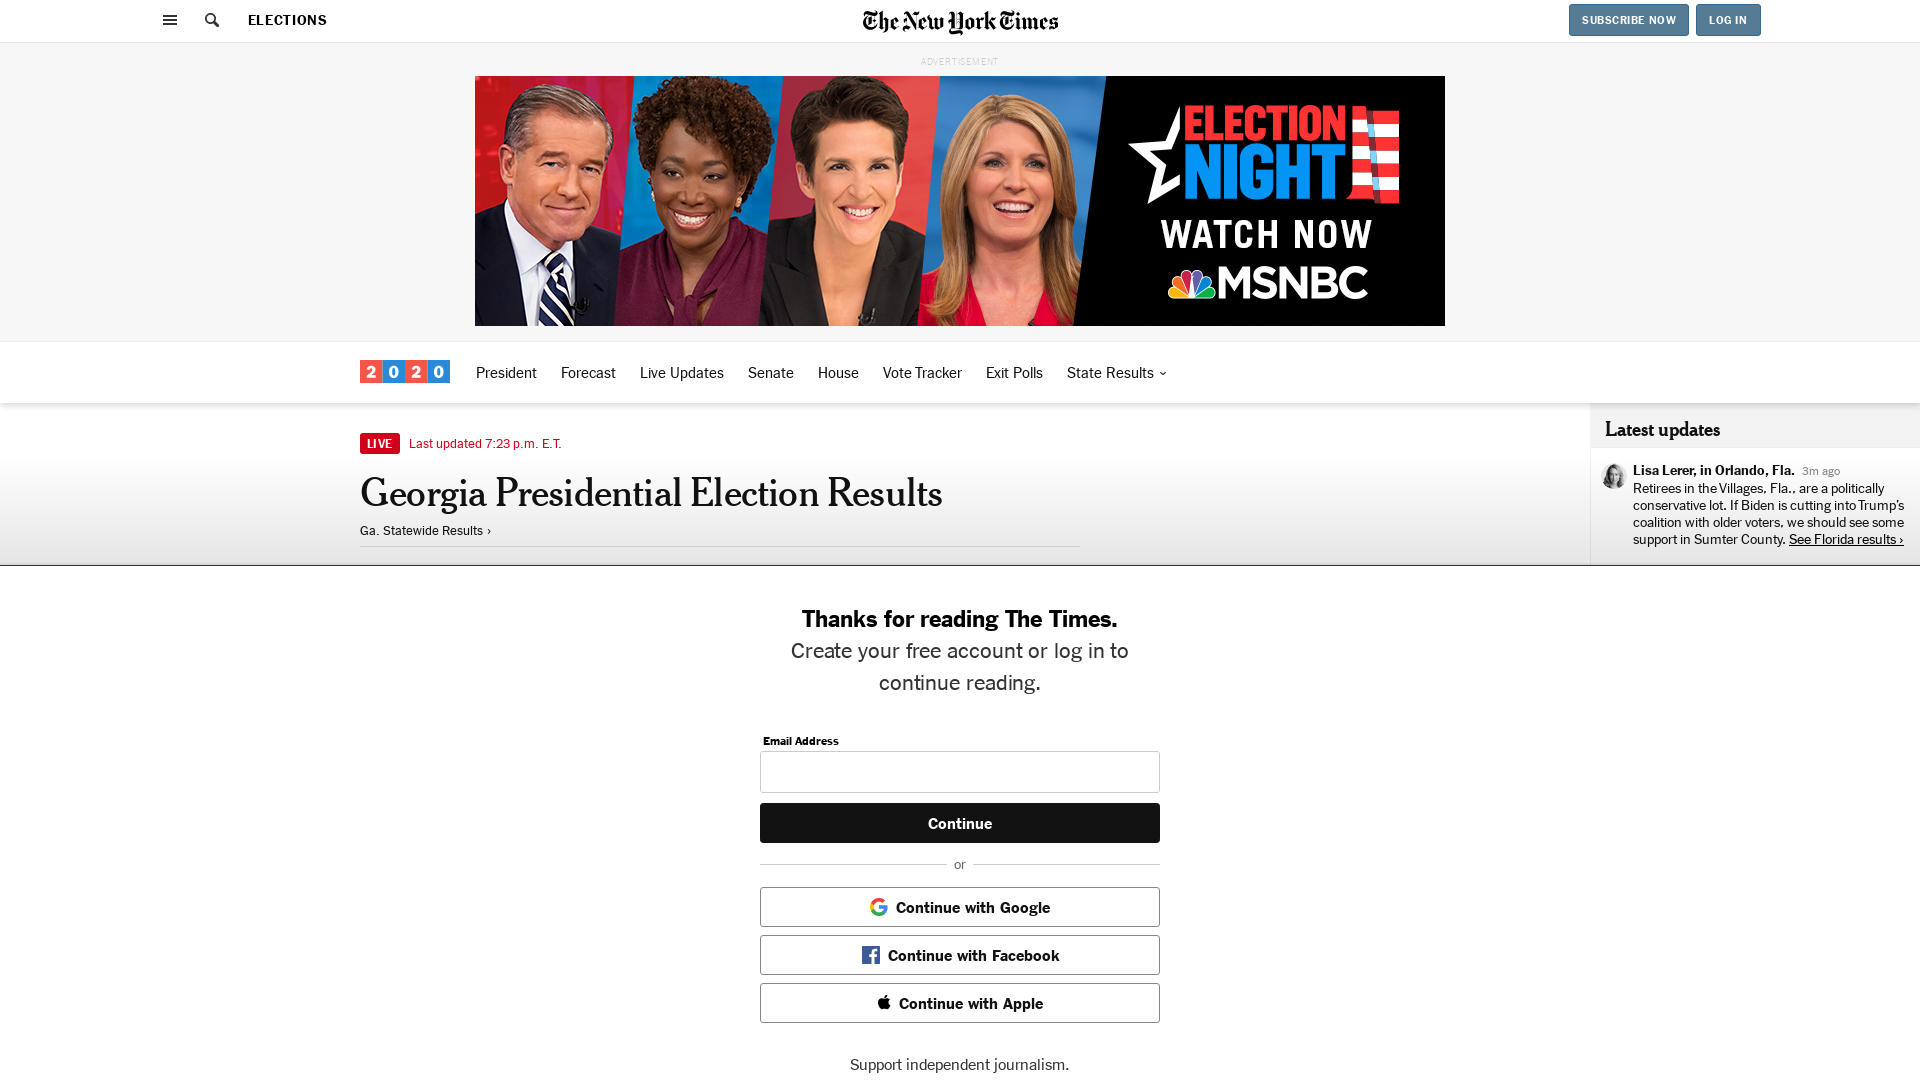 ELECTIONS
The New York Times
SUBSCRIBE NOW
LOG IN
ADVERTISEMENT
ELECTION
NIGHT
WATCH NOW
MSNBC
2020
President
Forecast
Live Updates
Senate
House
Vote Tracker
Exit Polls
State Results
LIVE
Last updated 7:23 p.m. E.T.
Georgia Presidential Election Results
Ga. Statewide Results ›
Latest updates
Lisa Lerer, in Orlando, Fla. 3m ago
Retirees in the Villages, Fla., are a politically
conservative lot. If Biden is cutting into Trump’s
coalition with older voters, we should see some
support in Sumter County. See Florida results ›
Thanks for reading The Times.
Create your free account or log in to
continue reading.
Email Address
Continue
or
Continue with Google
Continue with Facebook
Continue with Apple
Support independent journalism.